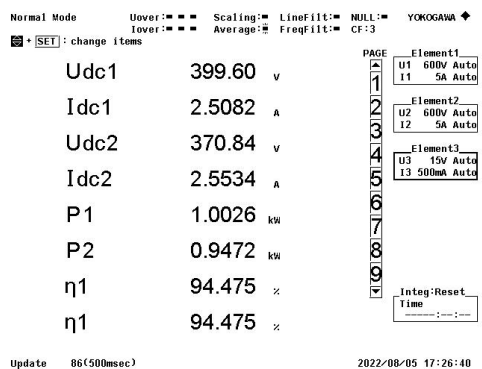 Normal Mode Uover: Scaling: LineFilt: NULL: YOKOGAWA
Iover: Average: FreqFilt: CF:3
+ SET : change items
PAGE
Udc1 399.60 V
Idc1 2.5082 A
Udc2 370.84 V
Idc2 2.5534 A
P1 1.0026 kW
P2 0.9472 kW
η1 94.475 %
η1 94.475 %
1
2
3
4
5
6
7
8
9
Element1
U1 600V Auto
I1 5A Auto
Element2
U2 600V Auto
I2 5A Auto
Element3
U3 15V Auto
I3 500mA Auto
Integ:Reset
Time
-----:--:--
Update 86(500msec) 2022/08/05 17:26:40